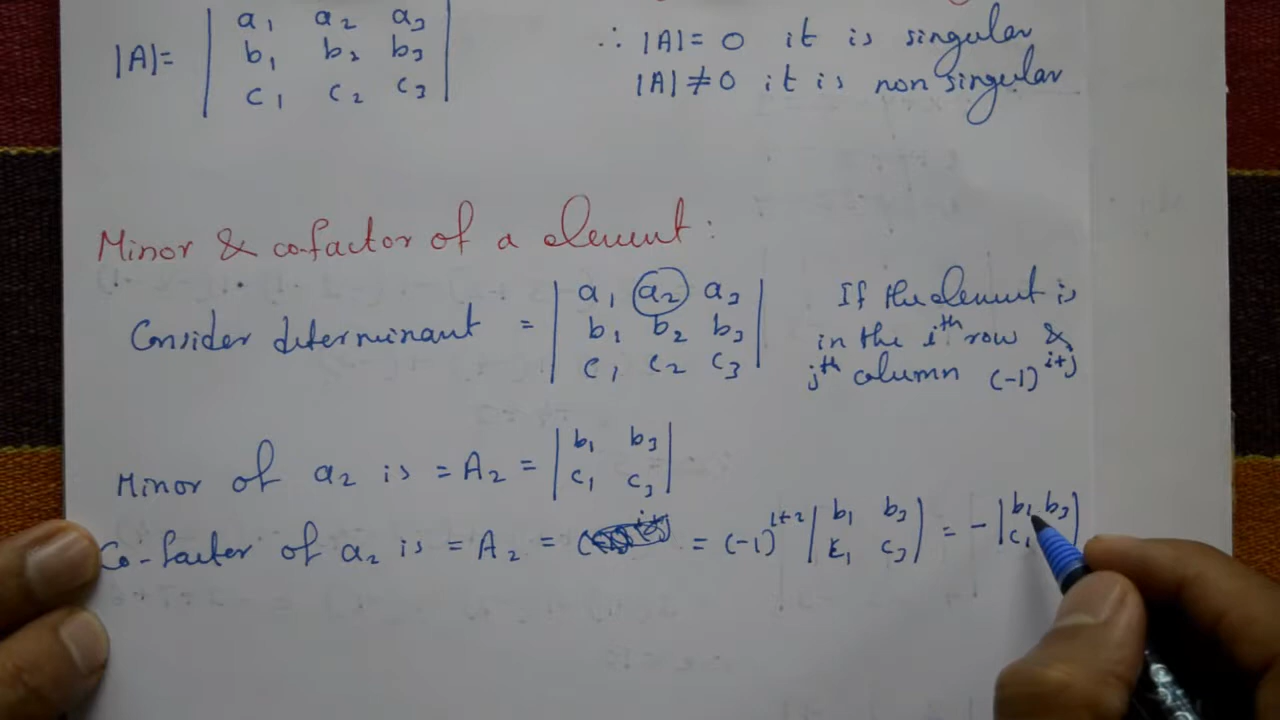 |A|= | a₁ a₂ a₃ |
| b₁ b₂ b₃ |
| c₁ c₂ c₃ |
∴ |A|= 0 it is singular
|A|≠0 it is non singular
Minor & cofactor of a element:
Consider determinant = | a₁ a₂ a₃ |
| b₁ b₂ b₃ |
| c₁ c₂ c₃ |
If the element is
in the iᵗʰ row &
jᵗʰ column (-1)ⁱ⁺ʲ
Minor of a₂ is = A₂ = | b₁ b₃ |
| c₁ c₃ |
Co-factor of a₂ is = A₂ = = (-1)¹⁺² | b₁ b₃ | = - | b₁ b₃ |
| c₁ c₃ | | c₁